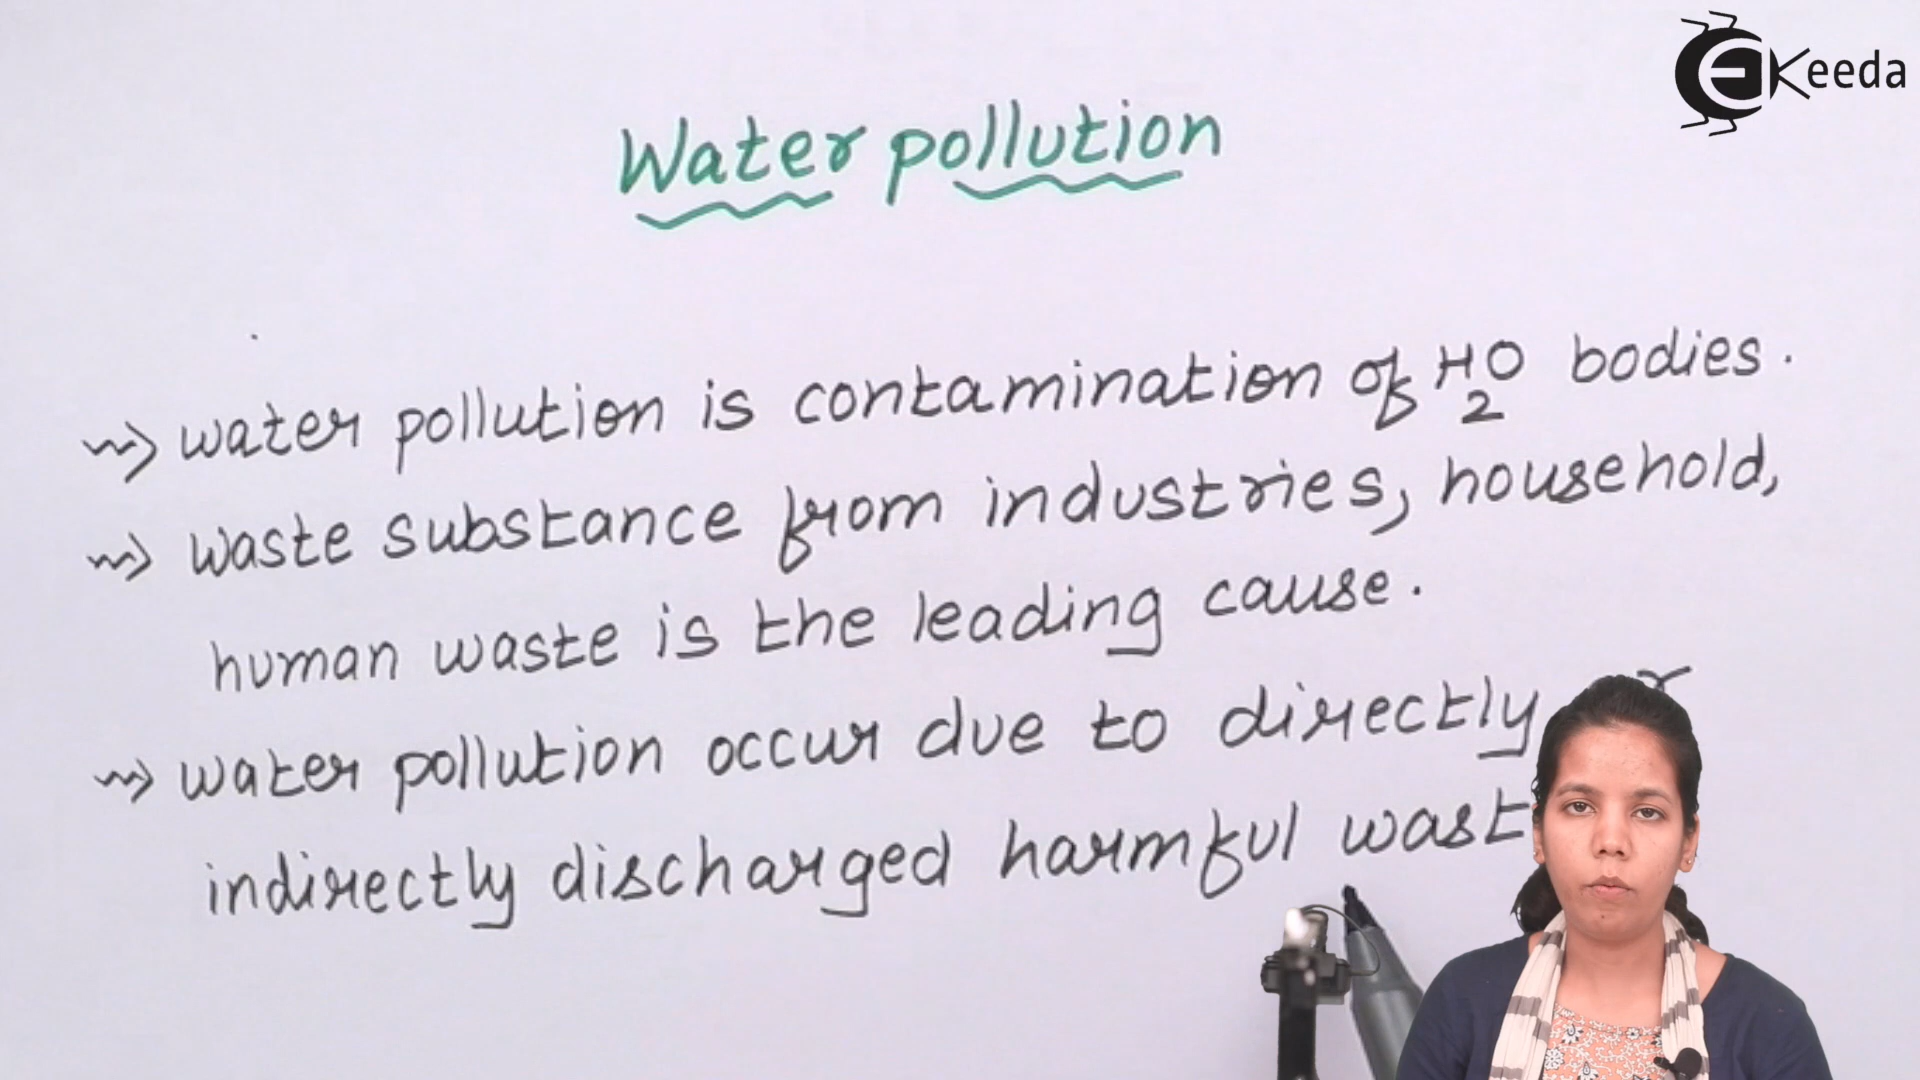 EKeeda
Water pollution
⇝ water pollution is contamination of H2O bodies.
⇝ waste substance from industries, household,
human waste is the leading cause.
⇝ water pollution occur due to directly
indirectly discharged harmful